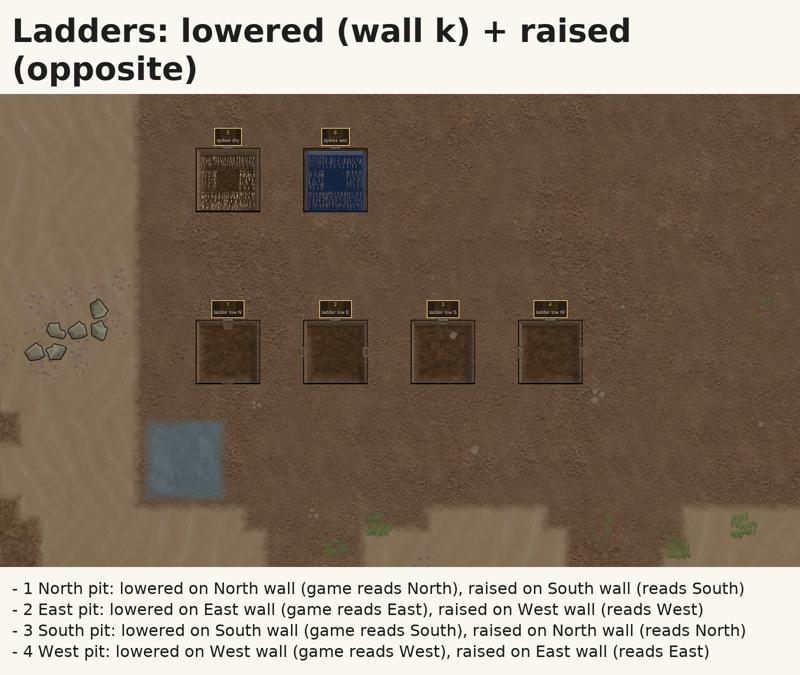 Ladders: lowered (wall k) + raised
(opposite)
5
spikes dry
6
spikes wet
1
ladder low N
2
ladder low E
3
ladder low S
4
ladder low W
- 1 North pit: lowered on North wall (game reads North), raised on South wall (reads South)
- 2 East pit: lowered on East wall (game reads East), raised on West wall (reads West)
- 3 South pit: lowered on South wall (game reads South), raised on North wall (reads North)
- 4 West pit: lowered on West wall (game reads West), raised on East wall (reads East)